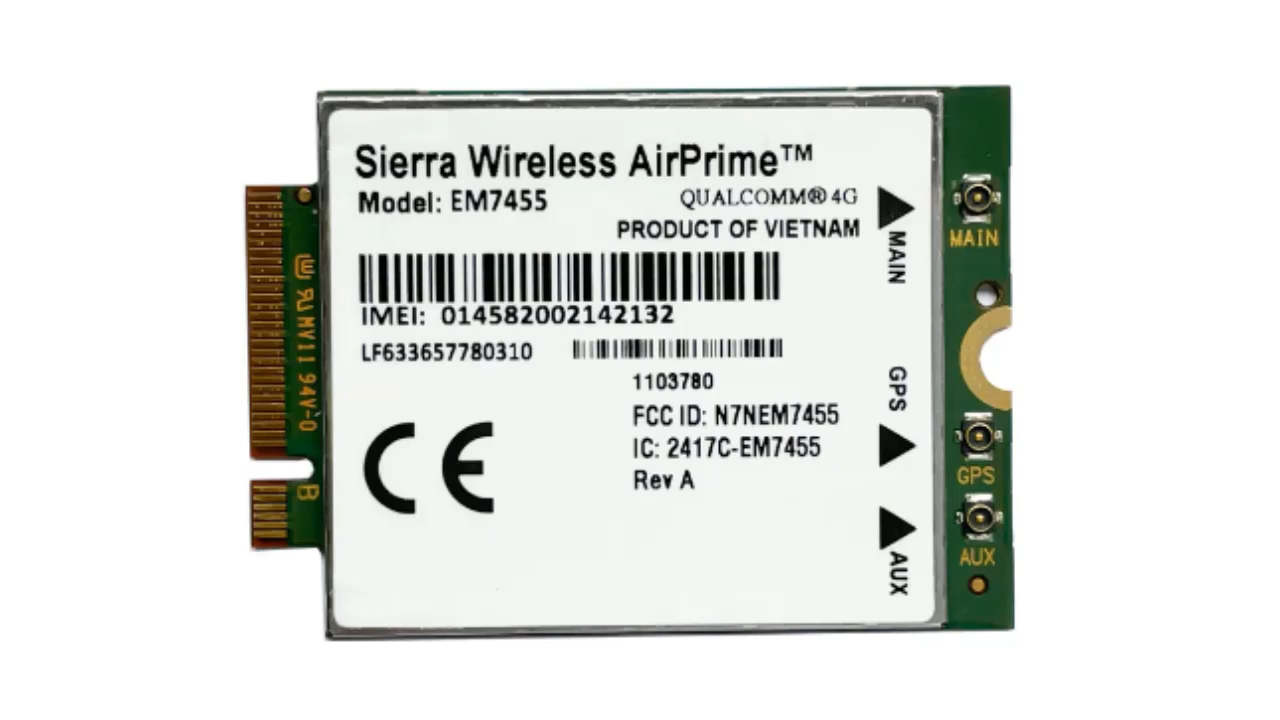 Sierra Wireless AirPrime™
Model: EM7455
QUALCOMM® 4G
PRODUCT OF VIETNAM
IMEI: 014582002142132
LF633657780310
1103780
FCC ID: N7NEM7455
IC: 2417C-EM7455
Rev A
CE
MAIN
GPS
AUX
MAIN
GPS
AUX
MV11 94V-0
B